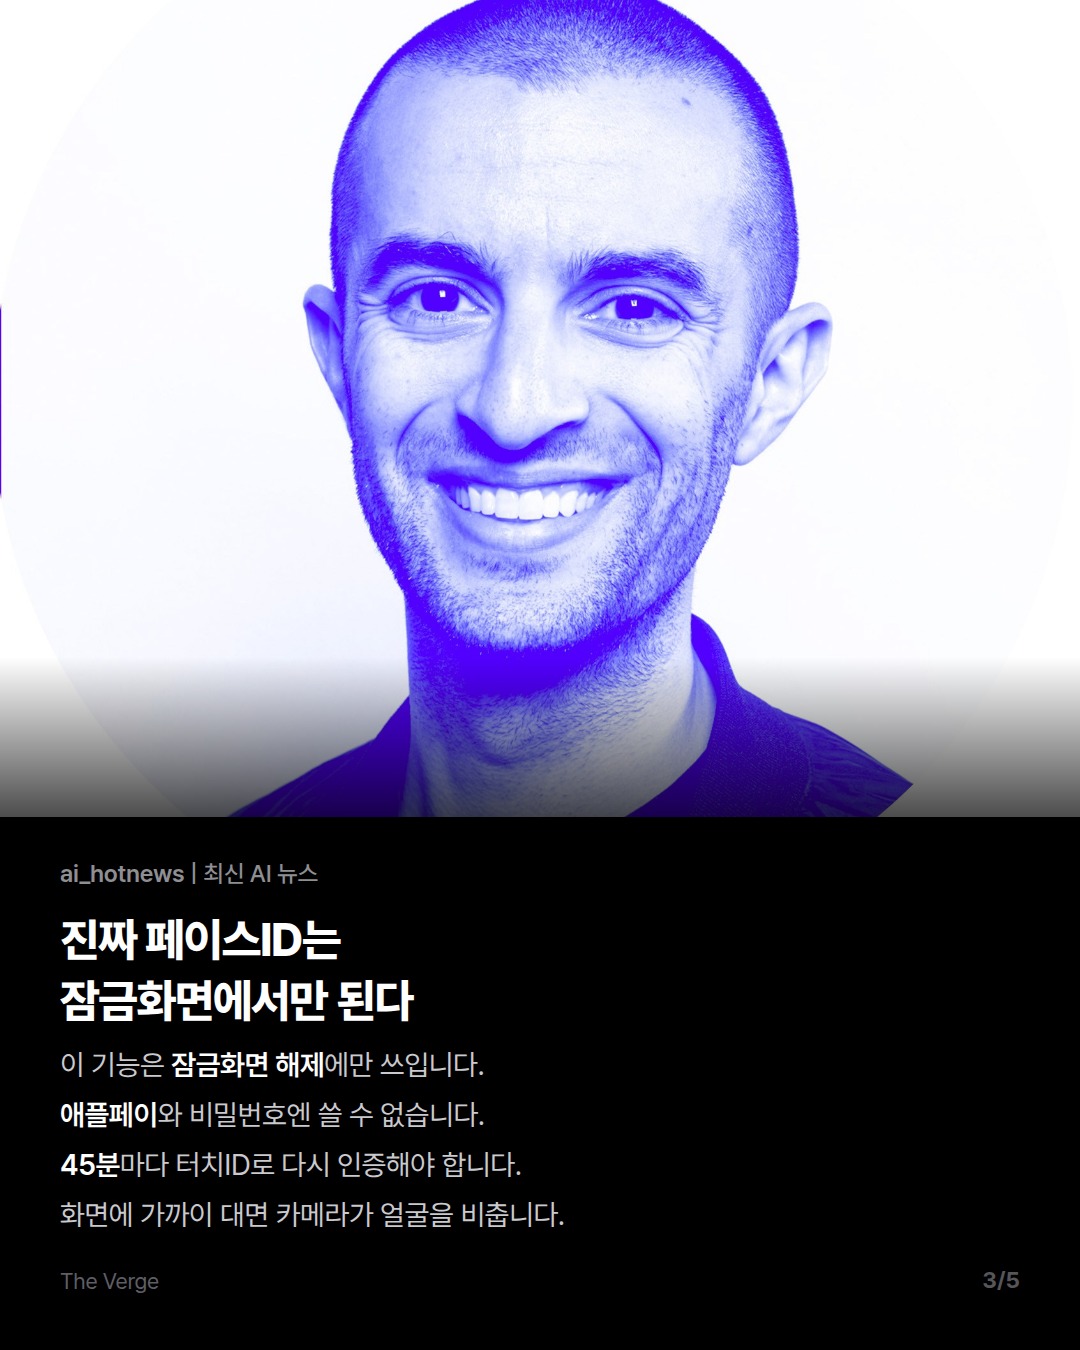 ai_hotnews | 최신 AI 뉴스
진짜 페이스ID는
잠금화면에서만 된다
이 기능은 잠금화면 해제에만 쓰입니다.
애플페이와 비밀번호엔 쓸 수 없습니다.
45분마다 터치ID로 다시 인증해야 합니다.
화면에 가까이 대면 카메라가 얼굴을 비춥니다.
The Verge
3/5